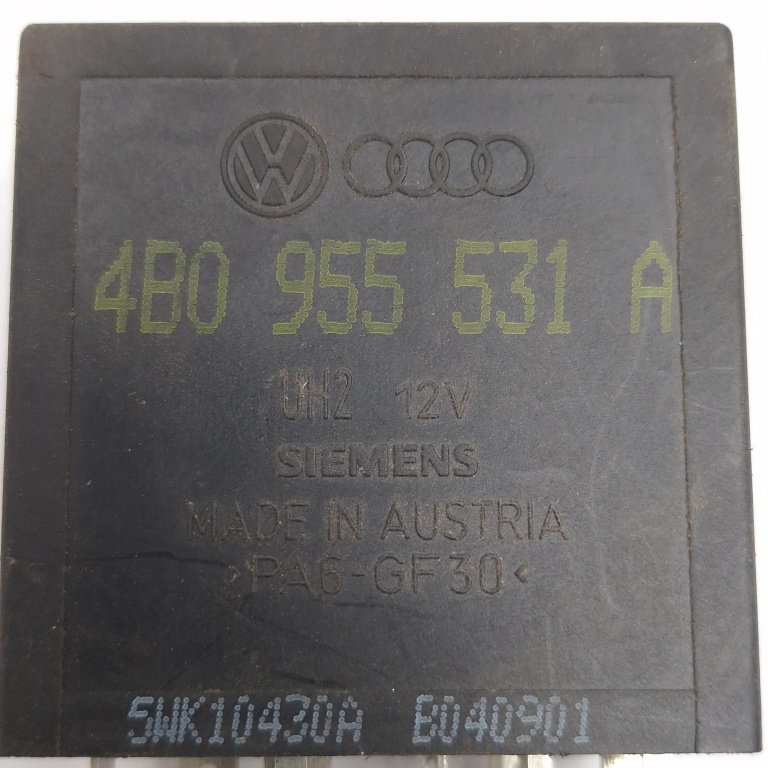 4B0 955 531 A
UH2 12V
SIEMENS
MADE IN AUSTRIA
>PA6-GF30<
5WK10430A B040901